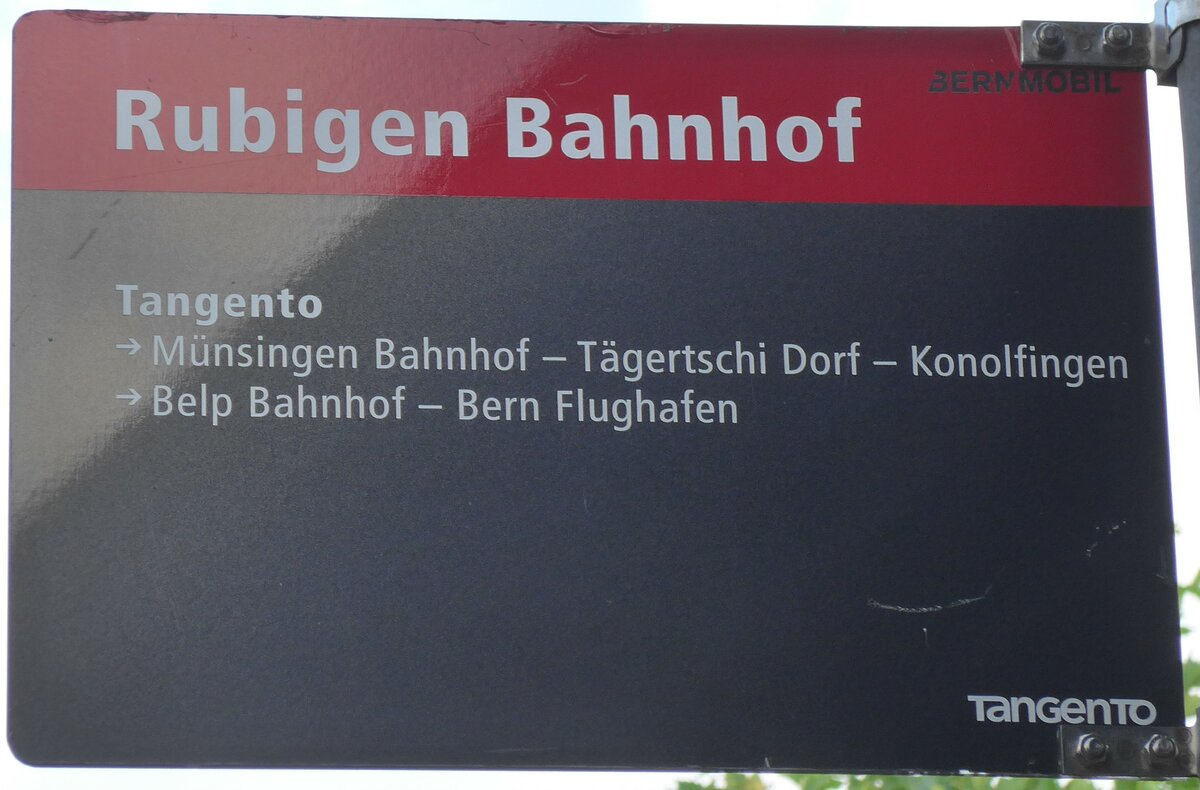 BERNMOBIL
Rubigen Bahnhof
Tangento
→ Münsingen Bahnhof – Tägertschi Dorf – Konolfingen
→ Belp Bahnhof – Bern Flughafen
TANGENTO